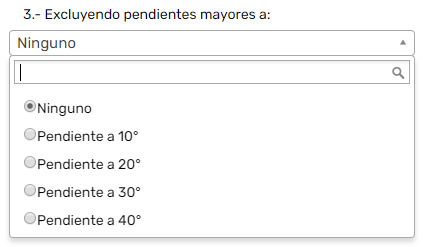 3.- Excluyendo pendientes mayores a:
Ninguno
Ninguno
Pendiente a 10°
Pendiente a 20°
Pendiente a 30°
Pendiente a 40°